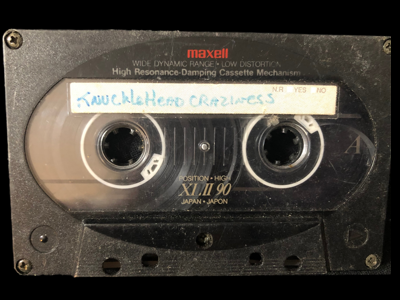 maxell
WIDE DYNAMIC RANGE • LOW DISTORTION
High Resonance-Damping Cassette Mechanism
N.R. YES NO
KNUCKLEHEAD CRAZINESS
A
POSITION • HIGH
XLII 90
JAPAN • JAPON